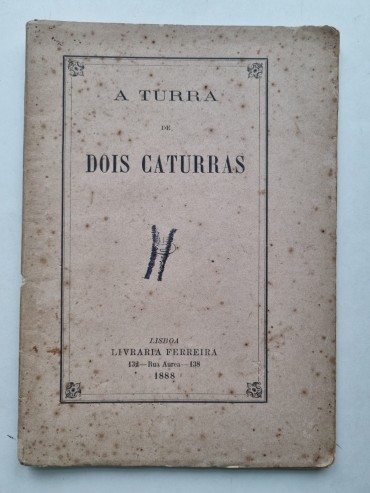 A TURRA
DE
DOIS CATURRAS
LISBOA
LIVRARIA FERREIRA
132—Rua Aurea—138
1888